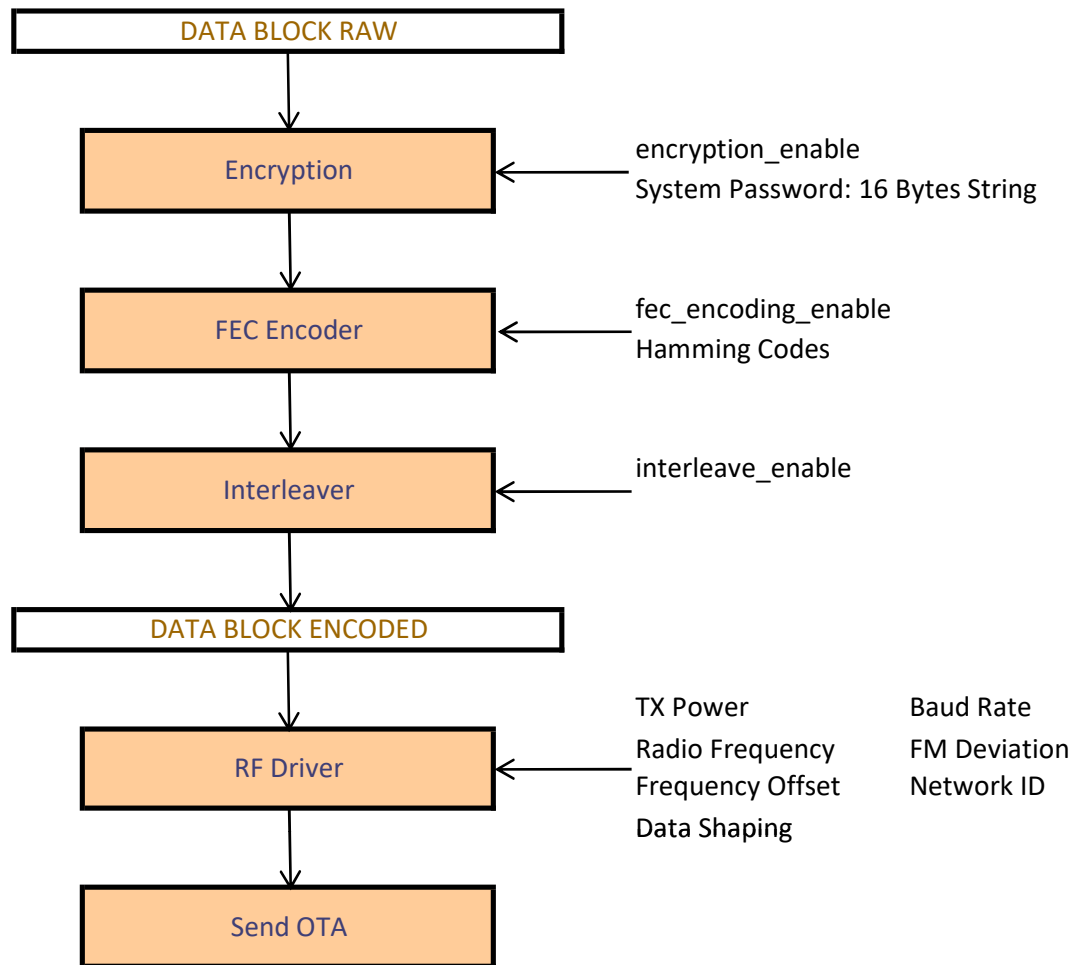 DATA BLOCK RAW
Encryption
encryption_enable
System Password: 16 Bytes String
FEC Encoder
fec_encoding_enable
Hamming Codes
Interleaver
interleave_enable
DATA BLOCK ENCODED
RF Driver
TX Power Baud Rate
Radio Frequency FM Deviation
Frequency Offset Network ID
Data Shaping
Send OTA